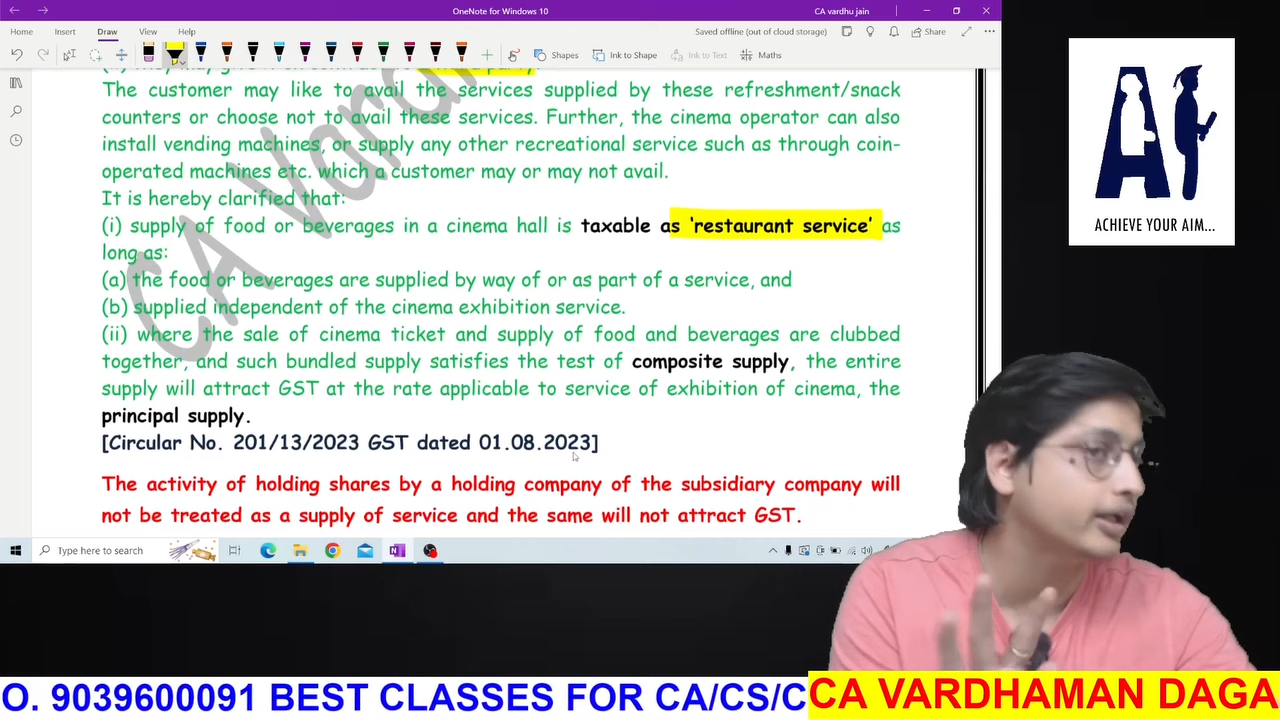 OneNote for Windows 10
CA vardhu jain
Home Insert Draw View Help
Saved offline (out of cloud storage)
Share
Shapes
Ink to Shape
Ink to Text
Maths
The customer may like to avail the services supplied by these refreshment/snack
counters or choose not to avail these services. Further, the cinema operator can also
install vending machines, or supply any other recreational service such as through coin-
operated machines etc. which a customer may or may not avail.
It is hereby clarified that:
(i) supply of food or beverages in a cinema hall is taxable as ‘restaurant service’ as
long as:
(a) the food or beverages are supplied by way of or as part of a service, and
(b) supplied independent of the cinema exhibition service.
(ii) where the sale of cinema ticket and supply of food and beverages are clubbed
together, and such bundled supply satisfies the test of composite supply, the entire
supply will attract GST at the rate applicable to service of exhibition of cinema, the
principal supply.
[Circular No. 201/13/2023 GST dated 01.08.2023]
The activity of holding shares by a holding company of the subsidiary company will
not be treated as a supply of service and the same will not attract GST.
CA Vard
Type here to search
AI
ACHIEVE YOUR AIM...
O. 9039600091 BEST CLASSES FOR CA/CS/C
CA VARDHAMAN DAGA